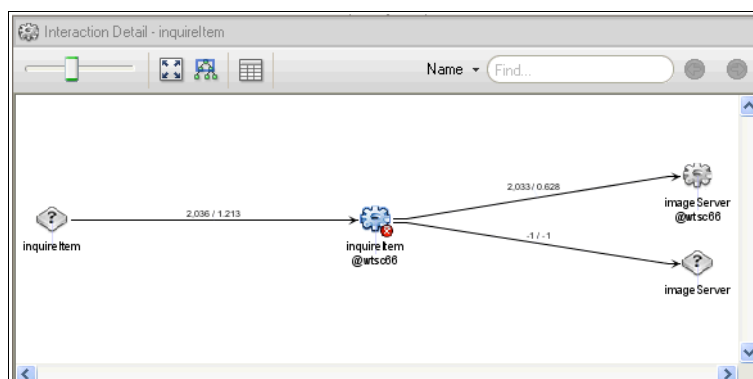 Interaction Detail - inquireItem
Name
Find...
2,033 / 0.628
imageServer
@wtsc66
2,036 / 1.213
inquireItem
inquireItem
@wtsc66
-1 / -1
imageServer